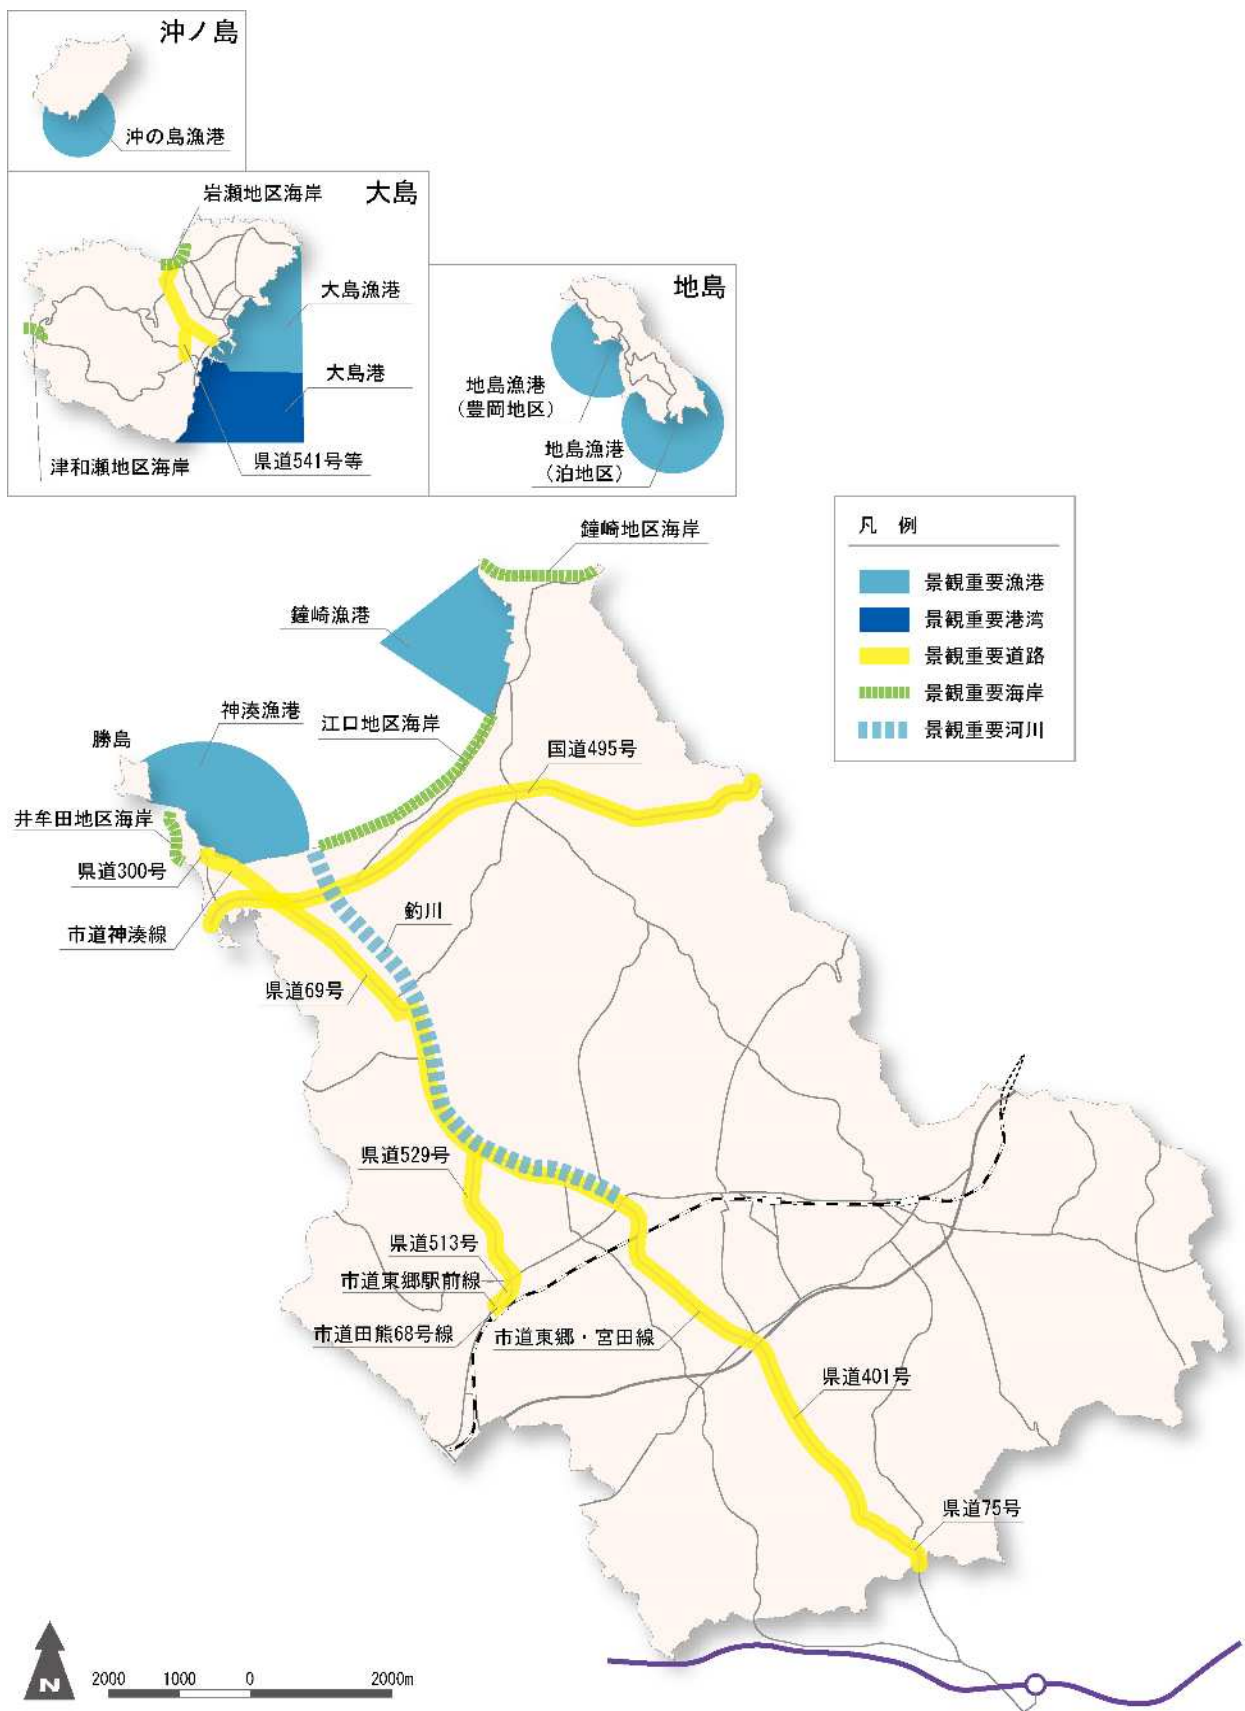 沖ノ島
沖の島漁港
岩瀬地区海岸
大島
大島漁港
大島港
津和瀬地区海岸
県道541号等
地島
地島漁港
(豊岡地区)
地島漁港
(泊地区)
凡 例
景観重要漁港
景観重要港湾
景観重要道路
景観重要海岸
景観重要河川
鐘崎地区海岸
鐘崎漁港
神湊漁港
江口地区海岸
勝島
国道495号
井牟田地区海岸
県道300号
市道神湊線
釣川
県道69号
県道529号
県道513号
市道東郷駅前線
市道田熊68号線
市道東郷・宮田線
県道401号
県道75号
N
2000 1000 0 2000m